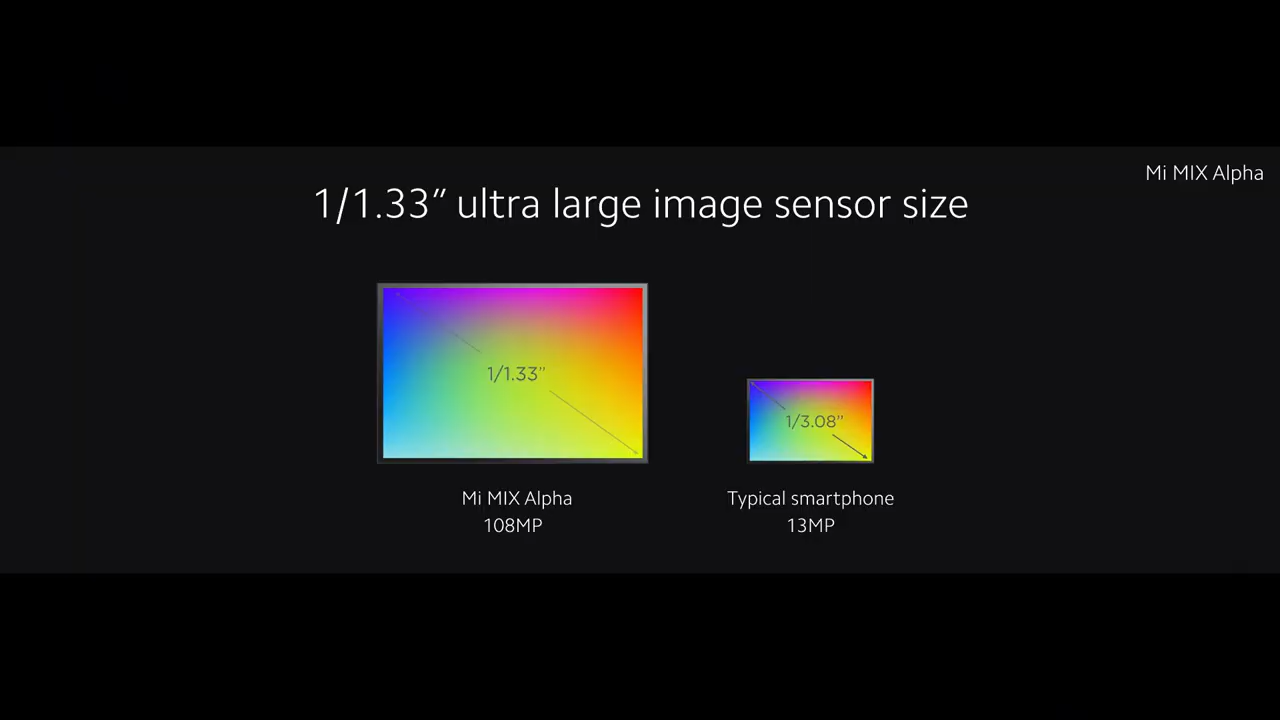 Mi MIX Alpha
1/1.33” ultra large image sensor size
1/1.33”
1/3.08”
Mi MIX Alpha
108MP
Typical smartphone
13MP